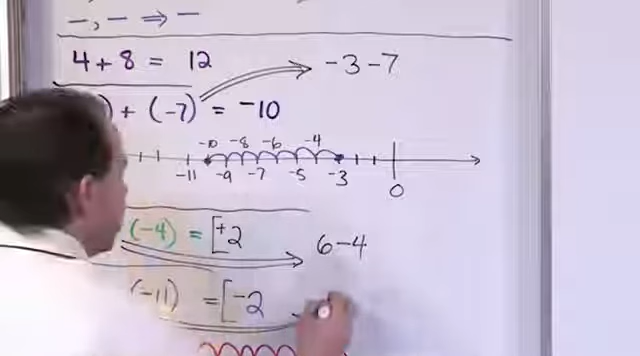 -, - ⇒ -
4 + 8 = 12
) + (-7) = -10
-3 - 7
-10 -8 -6 -4
-11 -9 -7 -5 -3 0
(-4) = [+2
6 - 4
(-11) = [-2